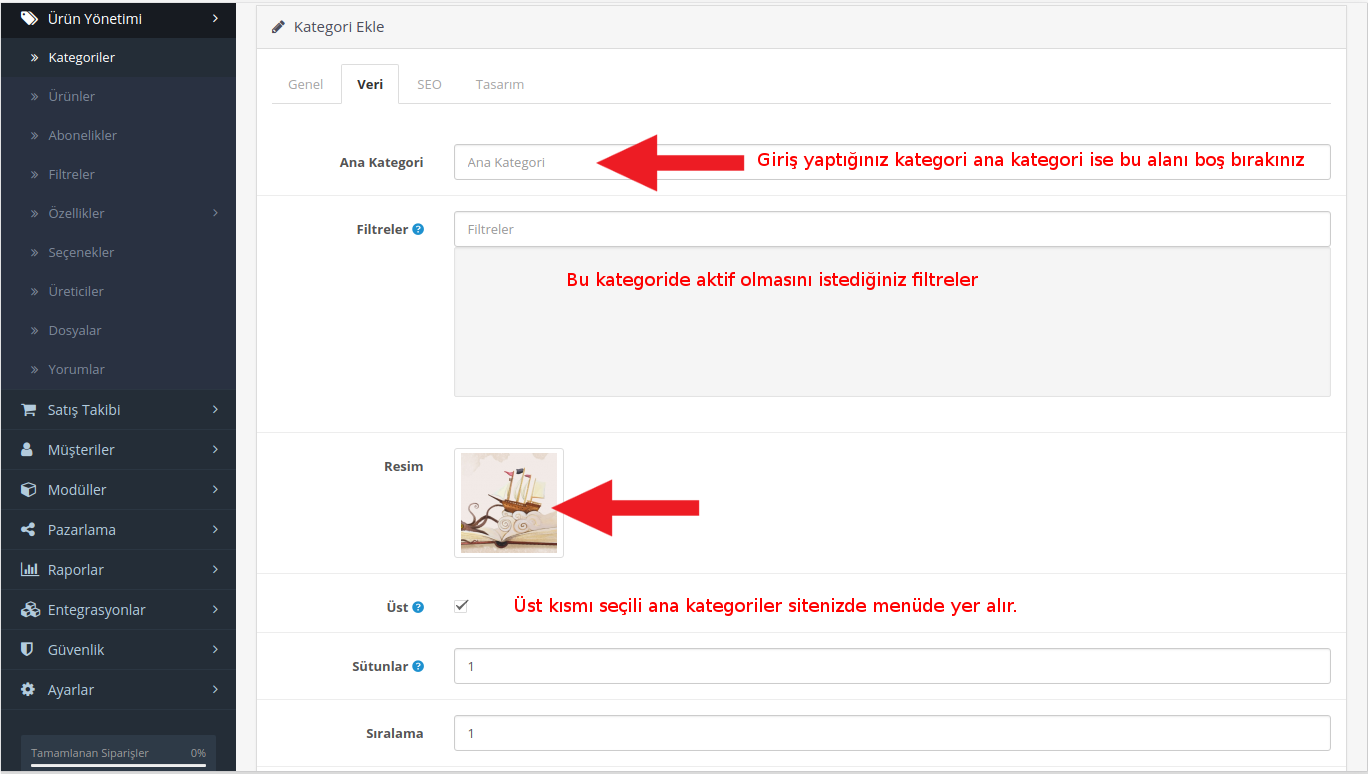 Ürün Yönetimi
Kategoriler
Ürünler
Abonelikler
Filtreler
Özellikler
Seçenekler
Üreticiler
Dosyalar
Yorumlar
Satış Takibi
Müşteriler
Modüller
Pazarlama
Raporlar
Entegrasyonlar
Güvenlik
Ayarlar
Tamamlanan Siparişler 0%
Kategori Ekle
Genel Veri SEO Tasarım
Ana Kategori Ana Kategori Giriş yaptığınız kategori ana kategori ise bu alanı boş bırakınız
Filtreler Filtreler
Bu kategoride aktif olmasını istediğiniz filtreler
Resim
Üst Üst kısmı seçili ana kategoriler sitenizde menüde yer alır.
Sütunlar 1
Sıralama 1